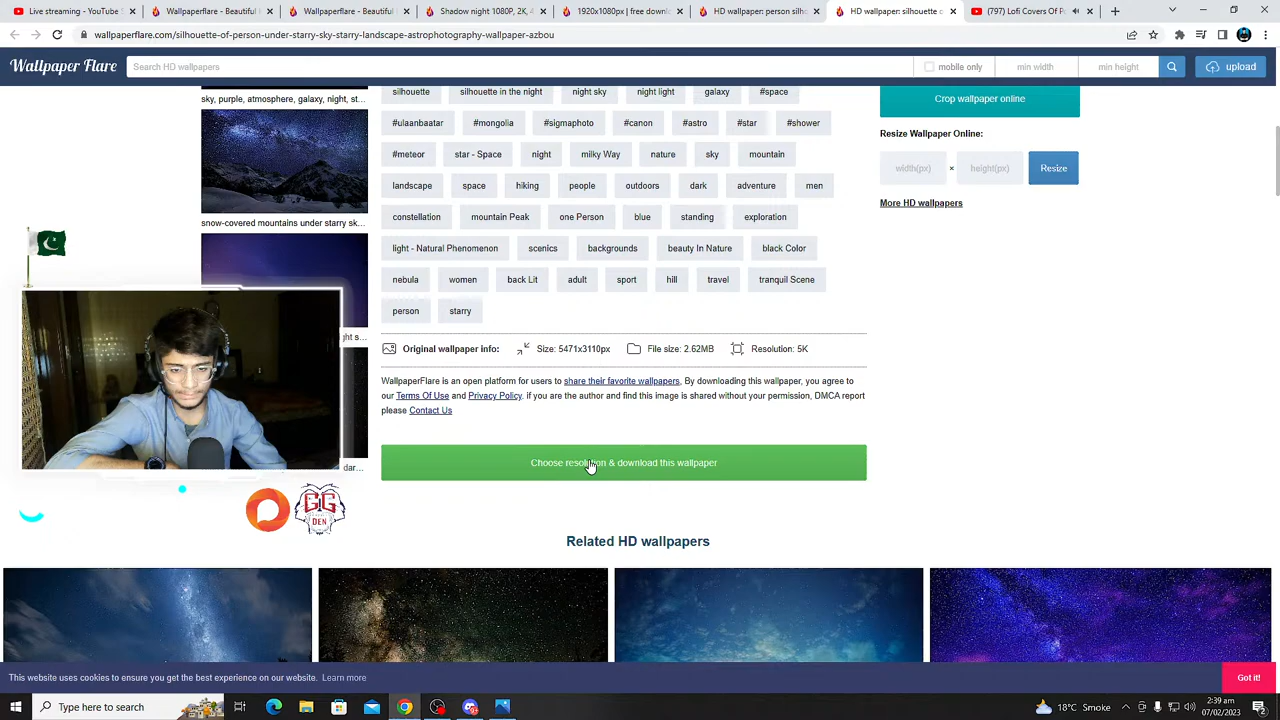 Live streaming - YouTube S
Wallpaperflare - Beautiful H
Wallpaperflare - Beautiful H
Shadow night 1080P, 2K, 4
1920x1080px | free downlo
HD wallpaper: person silho
HD wallpaper: silhouette o
(797) Lofi Covers Of P
wallpaperflare.com/silhouette-of-person-under-starry-sky-starry-landscape-astrophotography-wallpaper-azbou
Wallpaper Flare
Search HD wallpapers
mobile only
min width
min height
upload
sky, purple, atmosphere, galaxy, night, st...
silhouette
silhouette in the night
night sky
night light
galaxy
#space
Crop wallpaper online
#ulaanbaatar
#mongolia
#sigmaphoto
#canon
#astro
#star
#shower
Resize Wallpaper Online:
#meteor
star - Space
night
milky Way
nature
sky
mountain
width(px)
×
height(px)
Resize
landscape
space
hiking
people
outdoors
dark
adventure
men
More HD wallpapers
snow-covered mountains under starry sk...
constellation
mountain Peak
one Person
blue
standing
exploration
light - Natural Phenomenon
scenics
backgrounds
beauty In Nature
black Color
nebula
women
back Lit
adult
sport
hill
travel
tranquil Scene
person
starry
ght s...
Original wallpaper info:
Size: 5471x3110px
File size: 2.62MB
Resolution: 5K
WallpaperFlare is an open platform for users to share their favorite wallpapers, By downloading this wallpaper, you agree to
our Terms Of Use and Privacy Policy. if you are the author and find this image is shared without your permission, DMCA report
please Contact Us
dar...
Choose resolution & download this wallpaper
GG
DEN
Related HD wallpapers
This website uses cookies to ensure you get the best experience on our website. Learn more
Got it!
Type here to search
18°C Smoke
2:39 am
07/02/2023
2